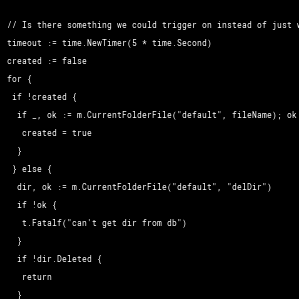 // Is there something we could trigger on instead of just
timeout := time.NewTimer(5 * time.Second)
created := false
for {
if !created {
if _, ok := m.CurrentFolderFile("default", fileName); ok
created = true
}
} else {
dir, ok := m.CurrentFolderFile("default", "delDir")
if !ok {
t.Fatalf("can't get dir from db")
}
if !dir.Deleted {
return
}